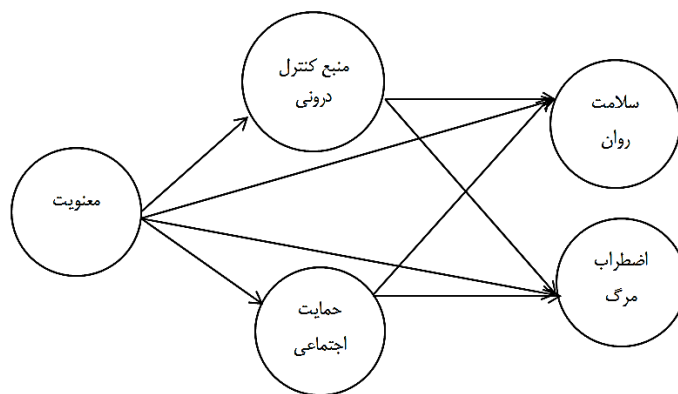 منبع کنترل
درونی
سلامت
روان
معنویت
حمایت
اجتماعی
اضطراب
مرگ